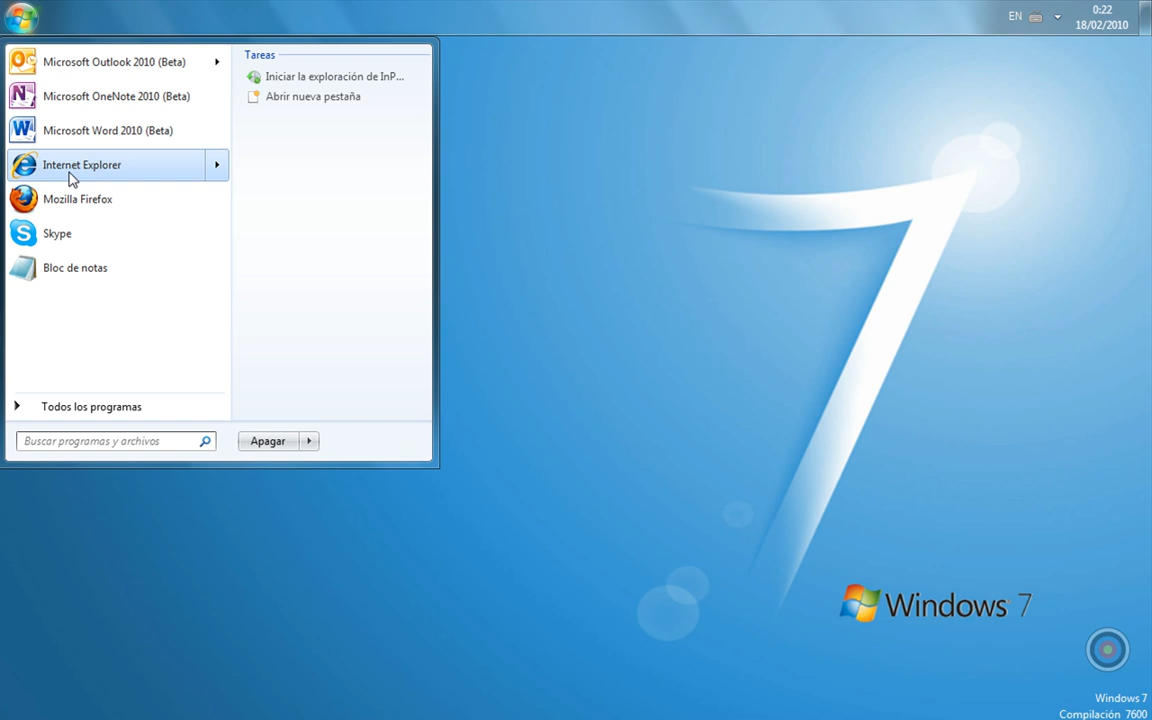 EN
0:22
18/02/2010
Microsoft Outlook 2010 (Beta)
Microsoft OneNote 2010 (Beta)
Microsoft Word 2010 (Beta)
Internet Explorer
Mozilla Firefox
Skype
Bloc de notas
Todos los programas
Buscar programas y archivos
Tareas
Iniciar la exploración de InP...
Abrir nueva pestaña
Apagar
Windows 7
Windows 7
Compilación 7600